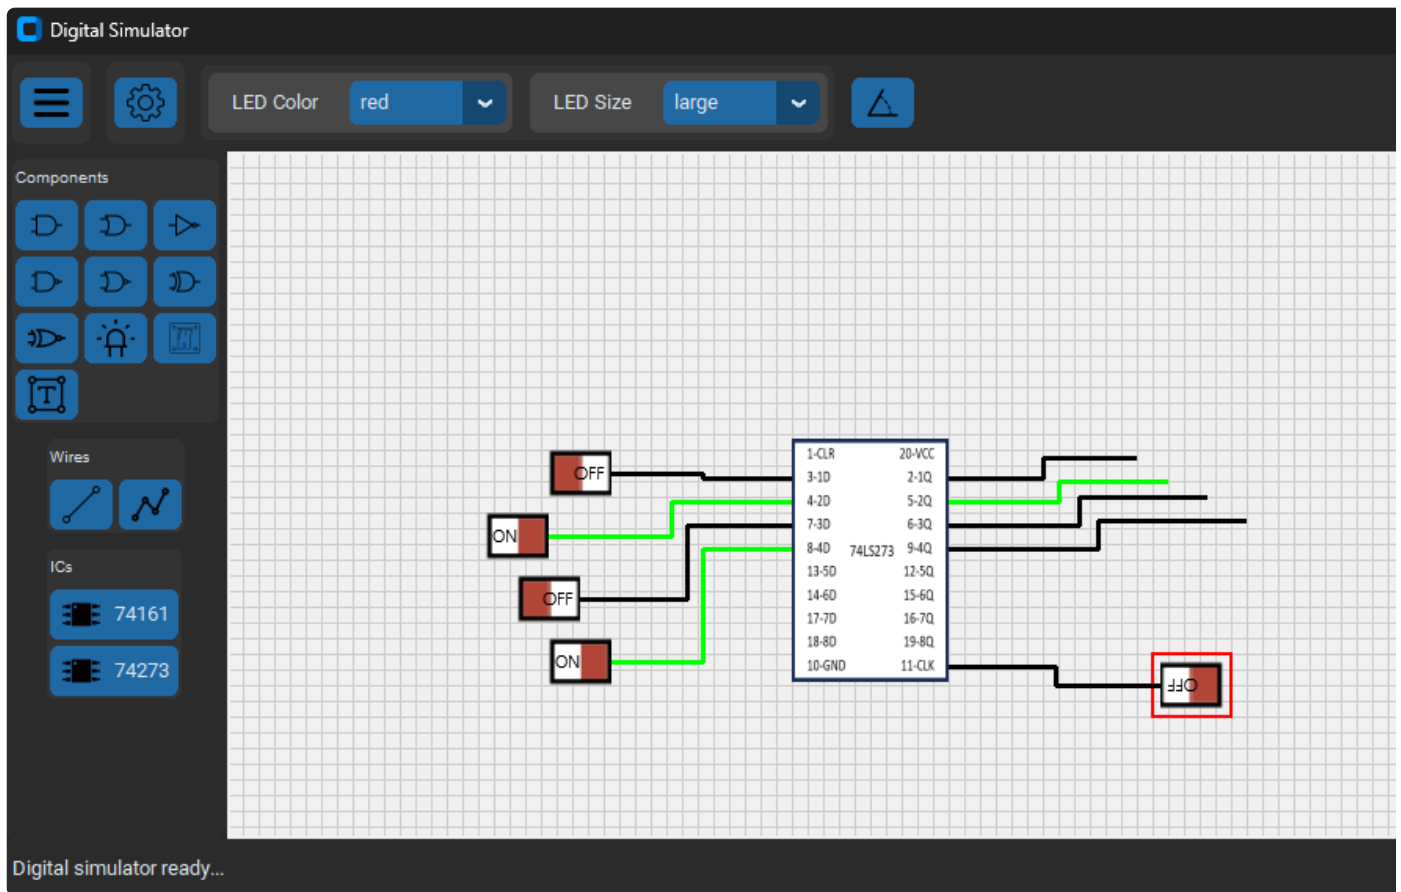 Digital Simulator
LED Color red LED Size large
Components
Wires
ICs
74161
74273
OFF
ON
OFF
ON
1-CLR 20-VCC
3-1D 2-1Q
4-2D 5-2Q
7-3D 6-3Q
8-4D 74LS273 9-4Q
13-5D 12-5Q
14-6D 15-6Q
17-7D 16-7Q
18-8D 19-8Q
10-GND 11-CLK
OFF
Digital simulator ready...